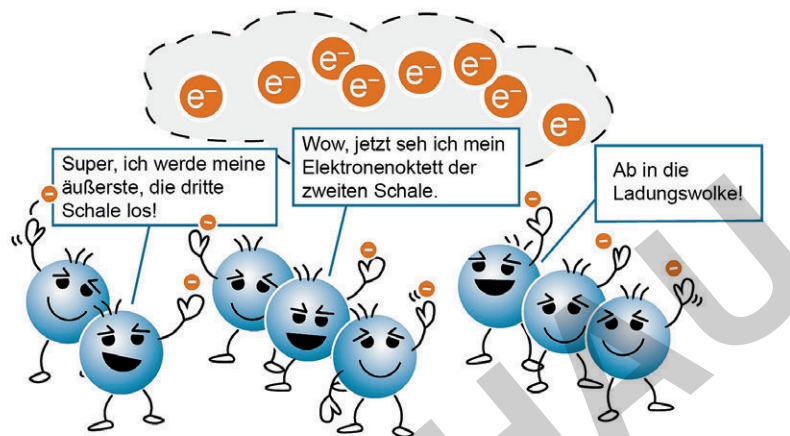 e⁻ e⁻ e⁻ e⁻ e⁻ e⁻ e⁻ e⁻
Super, ich werde meine
äußerste, die dritte
Schale los!
Wow, jetzt seh ich mein
Elektronenoktett der
zweiten Schale.
Ab in die
Ladungswolke!
− − − − − − − −
HAU